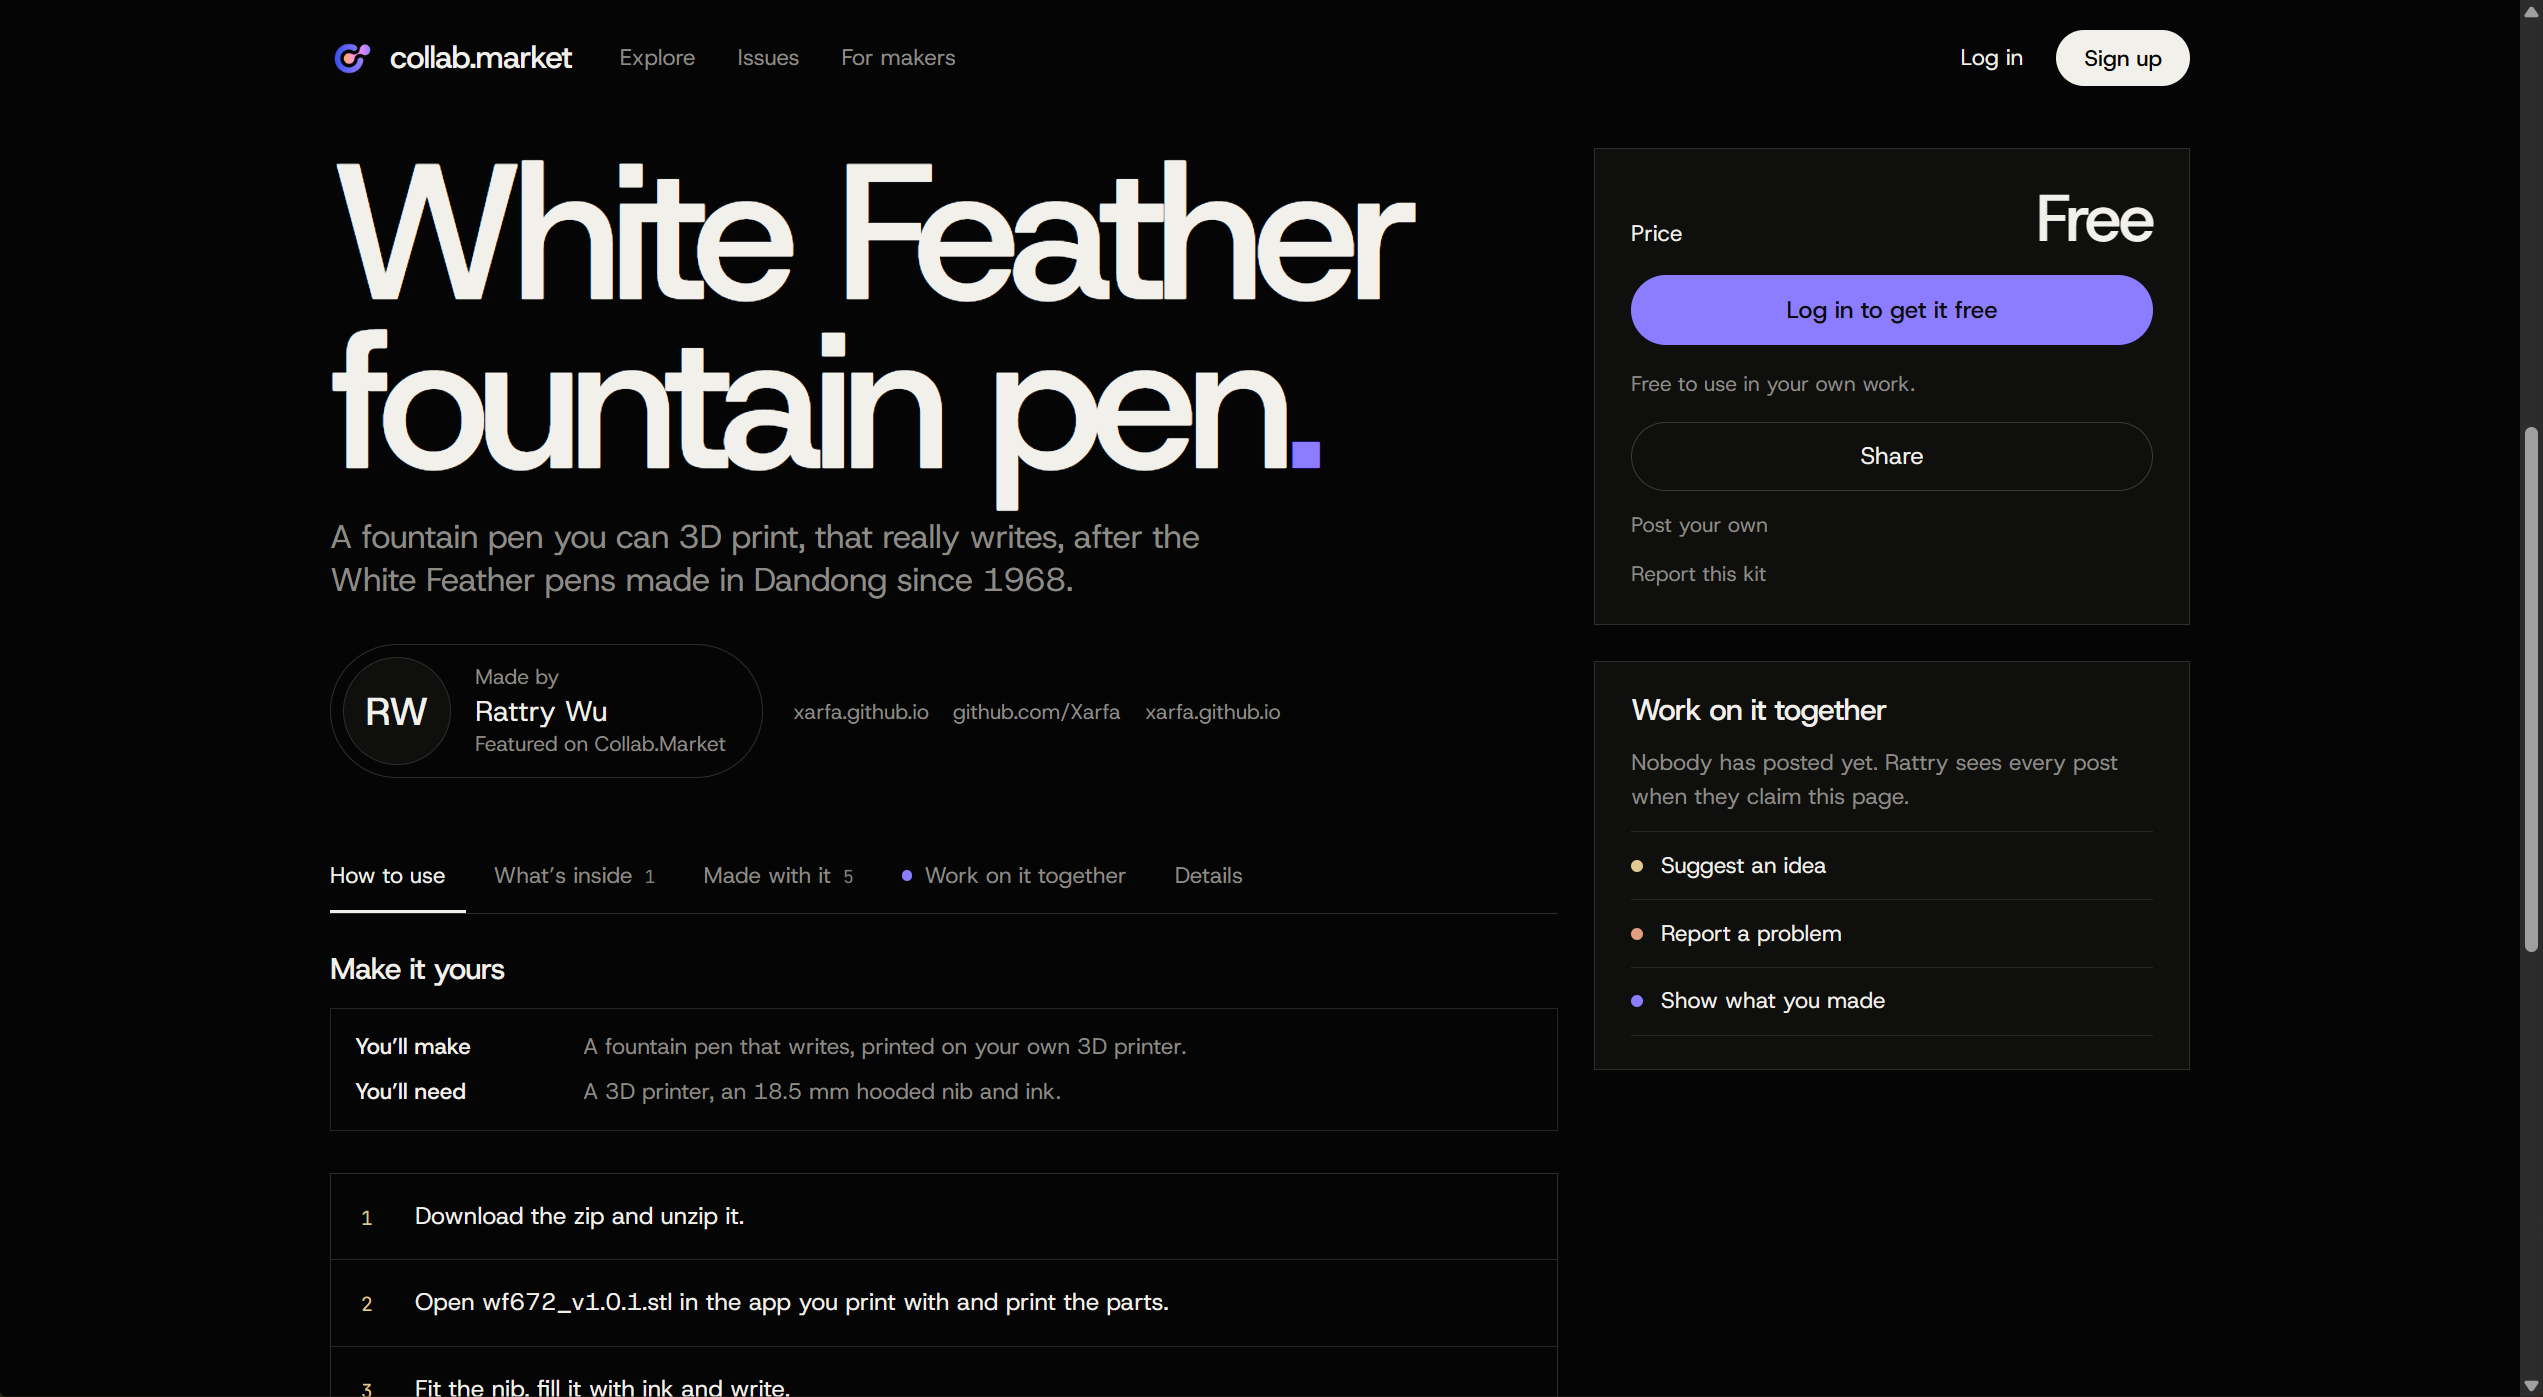 collab.market
Explore
Issues
For makers
Log in
Sign up
White Feather
fountain pen.
A fountain pen you can 3D print, that really writes, after the
White Feather pens made in Dandong since 1968.
RW
Made by
Rattry Wu
Featured on Collab.Market
xarfa.github.io
github.com/Xarfa
xarfa.github.io
How to use
What’s inside 1
Made with it 5
Work on it together
Details
Make it yours
You’ll make
A fountain pen that writes, printed on your own 3D printer.
You’ll need
A 3D printer, an 18.5 mm hooded nib and ink.
1 Download the zip and unzip it.
2 Open wf672_v1.0.1.stl in the app you print with and print the parts.
3 Fit the nib, fill it with ink and write.
Price
Free
Log in to get it free
Free to use in your own work.
Share
Post your own
Report this kit
Work on it together
Nobody has posted yet. Rattry sees every post
when they claim this page.
Suggest an idea
Report a problem
Show what you made